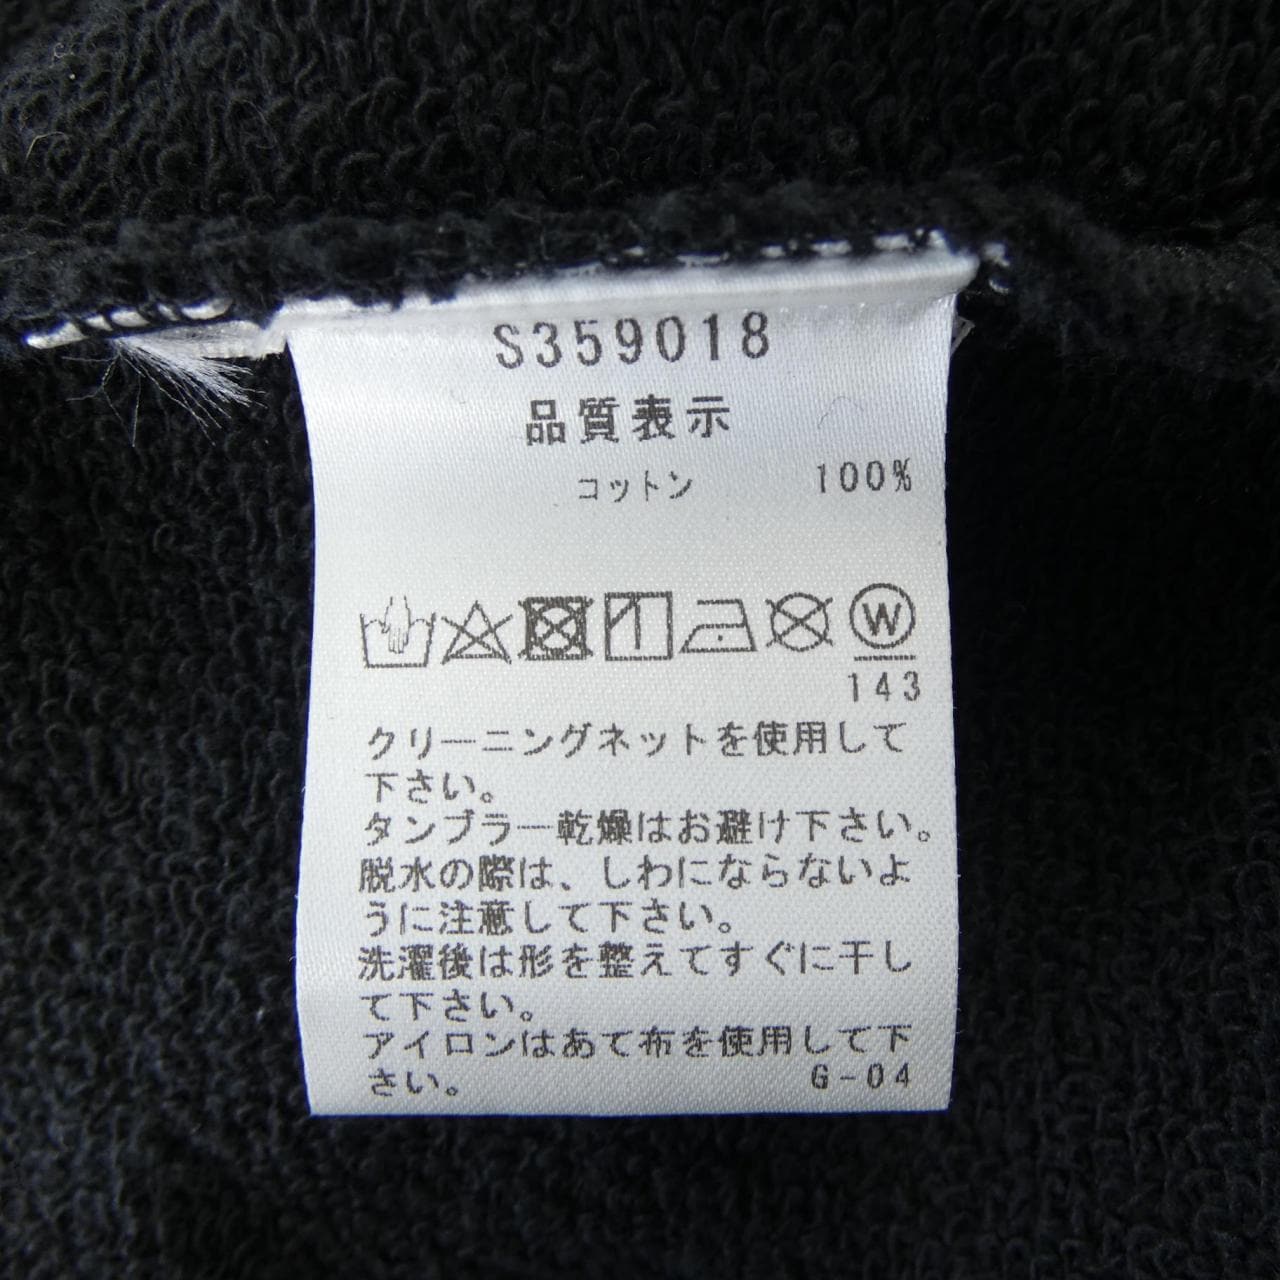 S359018
品質表示
コットン 100%
W
143
クリーニングネットを使用して
下さい。
タンブラー乾燥はお避け下さい。
脱水の際は、しわにならないよ
うに注意して下さい。
洗濯後は形を整えてすぐに干し
て下さい。
アイロンはあて布を使用して下
さい。 G-04